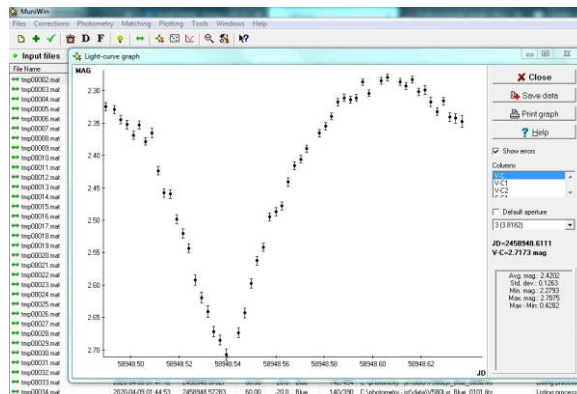 MuniWin
Files Corrections Photometry Matching Plotting Tools Windows Help
D F
Input files
Light-curve graph
File Name
tmp00002.mat
tmp00003.mat
tmp00004.mat
tmp00005.mat
tmp00006.mat
tmp00007.mat
tmp00008.mat
tmp00009.mat
tmp00010.mat
tmp00011.mat
tmp00012.mat
tmp00013.mat
tmp00014.mat
tmp00015.mat
tmp00016.mat
tmp00017.mat
tmp00018.mat
tmp00019.mat
tmp00020.mat
tmp00021.mat
tmp00022.mat
tmp00023.mat
tmp00024.mat
tmp00025.mat
tmp00026.mat
tmp00027.mat
tmp00028.mat
tmp00029.mat
tmp00030.mat
tmp00031.mat
tmp00032.mat
tmp00033.mat
tmp00034.mat
MAG
2.30
2.35
2.40
2.45
2.50
2.55
2.60
2.65
2.70
58948.50 58948.52 58948.54 58948.56 58948.58 58948.60 58948.62
JD
Close
Save data
Print graph
Help
Show errors
Columns
V-C
V-C1
V-C2
Default aperture
3 (3.8182)
JD=2458948.6111
V-C=2.7173 mag
Avg. mag.: 2.4202
Std. dev.: 0.1263
Min. mag.: 2.2793
Max. mag.: 2.7075
Max - Min.: 0.4282
2020-04-09 01:44:53 2458948.57283 60.00 -20.0 Blue 140/390